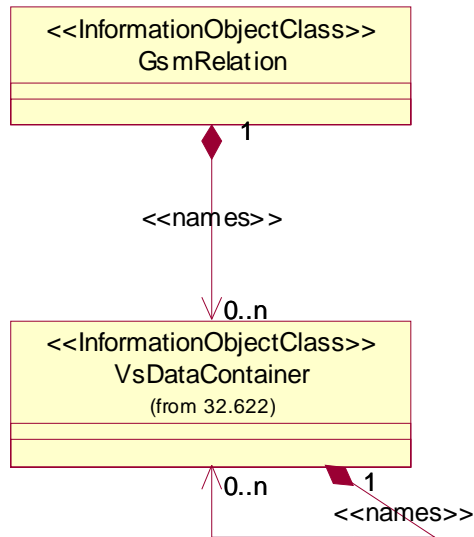 <<InformationObjectClass>>
GsmRelation
1
<<names>>
0..n
<<InformationObjectClass>>
VsDataContainer
(from 32.622)
0..n
1
<<names>>